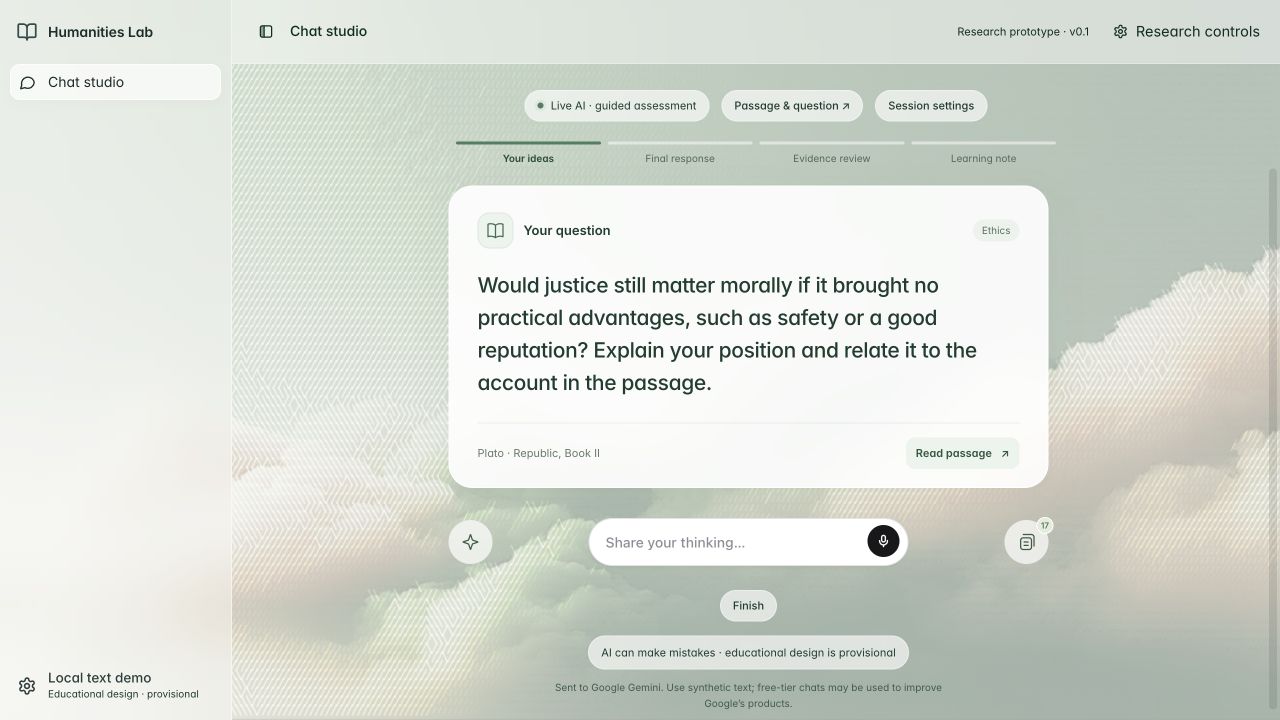 Humanities Lab
Chat studio
Chat studio
Research prototype · v0.1
Research controls
Live AI · guided assessment
Passage & question ↗
Session settings
Your ideas
Final response
Evidence review
Learning note
Your question
Ethics
Would justice still matter morally if it brought no
practical advantages, such as safety or a good
reputation? Explain your position and relate it to the
account in the passage.
Plato · Republic, Book II
Read passage ↗
Share your thinking...
17
Finish
AI can make mistakes · educational design is provisional
Sent to Google Gemini. Use synthetic text; free-tier chats may be used to improve
Google's products.
Local text demo
Educational design · provisional